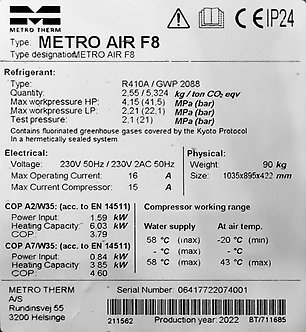 METRO THERM
CE IP24
Type: METRO AIR F8
Type designation: METRO AIR F8
Refrigerant:
Type: R410A / GWP 2088
Quantity: 2,55 / 5,324 kg / ton CO2 eqv
Max workpressure HP: 4,15 (41,5) MPa (bar)
Max workpressure LP: 2,21 (22,1) MPa (bar)
Test pressure: 2,1 (21) MPa (bar)
Contains fluorinated greenhouse gases covered by the Kyoto Protocol
In a hermetically sealed system
Electrical: Physical:
Voltage: 230V 50Hz / 230V 2AC 50Hz Weight: 90 kg
Max Operating Current: 16 A Size: 1035x895x422 mm
Max Current Compressor: 15 A
COP A2/W35: (acc. to EN 14511) Compressor working range
Power Input: 1.59 kW
Heating Capacity: 6.03 kW Water supply At air temp.
COP: 3.79
58 °C (max) -20 °C (min)
COP A7/W35: (acc. to EN 14511)
Power Input: 0.84 kW
Heating Capacity: 3.85 kW 58 °C (max) 43 °C (max)
COP: 4.60
METRO THERM
A/S
Rundinsvej 55
3200 Helsinge
Serial No: 06417722074001
211562 Production year: 2022 BT/711685